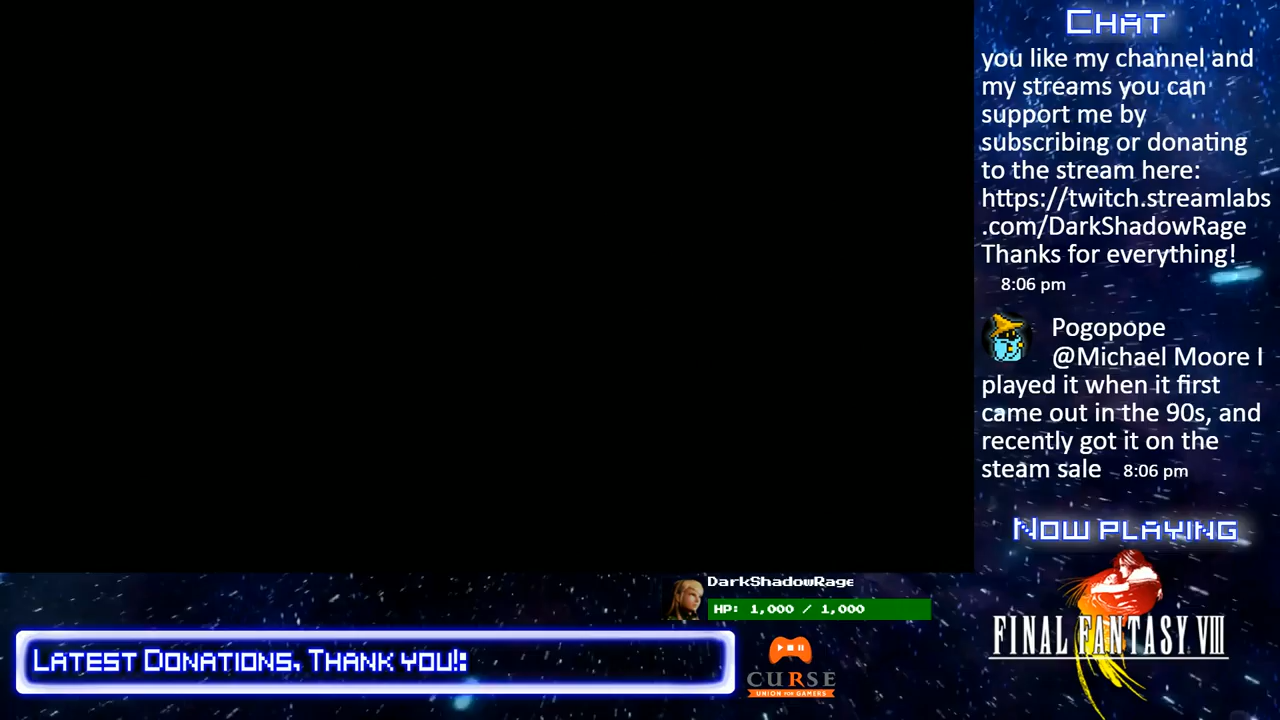 Chat
you like my channel and
my streams you can
support me by
subscribing or donating
to the stream here:
https://twitch.streamlabs
.com/DarkShadowRage
Thanks for everything!
8:06 pm
Pogopope
@Michael Moore I
played it when it first
came out in the 90s, and
recently got it on the
steam sale 8:06 pm
Now playing
FINAL FANTASY VIII
DarkShadowRage
HP: 1,000 / 1,000
Latest Donations, Thank you!:
CURSE
UNION FOR GAMERS